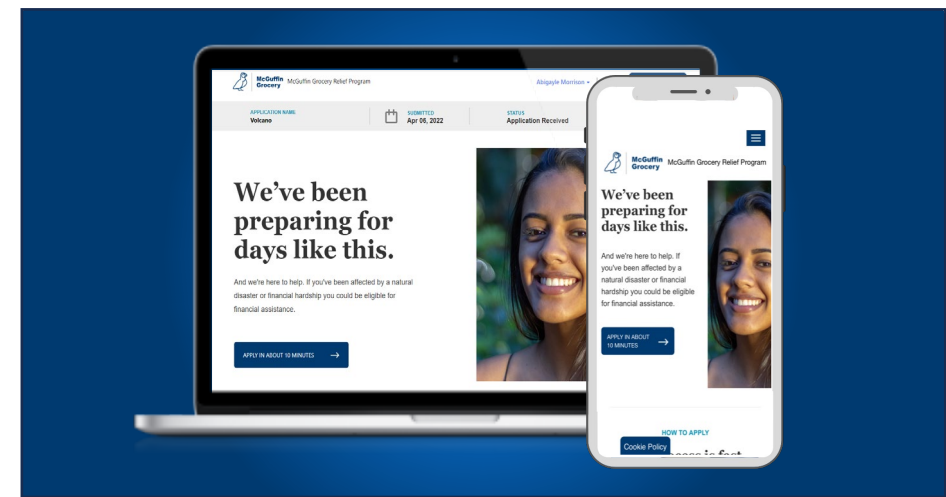 McGuffin
Grocery
McGuffin Grocery Relief Program
Abigayle Morrison
APPLICATION NAME
Volcano
SUBMITTED
Apr 06, 2022
STATUS
Application Received
We've been
preparing for
days like this.
And we're here to help. If you've been affected by a natural
disaster or financial hardship you could be eligible for
financial assistance.
APPLY IN ABOUT 10 MINUTES
McGuffin
Grocery
McGuffin Grocery Relief Program
We've been
preparing for
days like this.
And we're here to help. If
you've been affected by a
natural disaster or financial
hardship you could be eligible
for financial assistance.
APPLY IN ABOUT
10 MINUTES
HOW TO APPLY
Cookie Policy
is fast